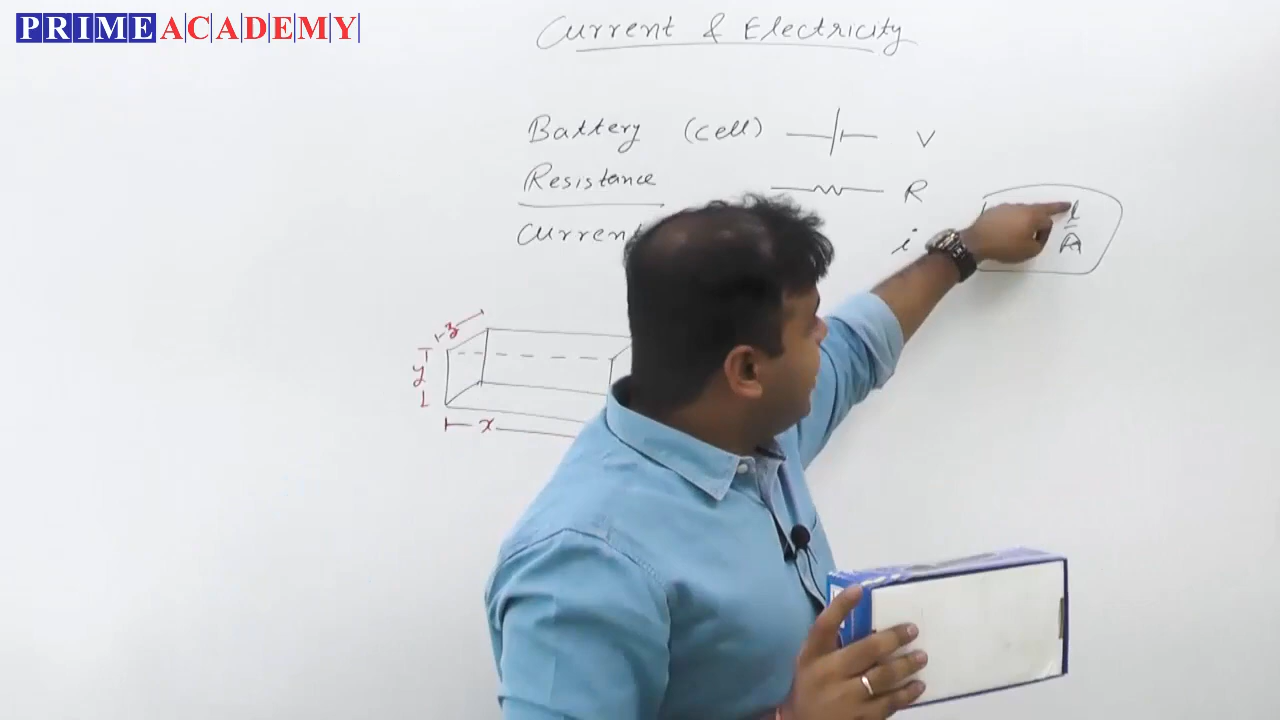 PRIME ACADEMY
Current & Electricity
Battery (cell) V
Resistance R
Current i
l
A
z
y
x